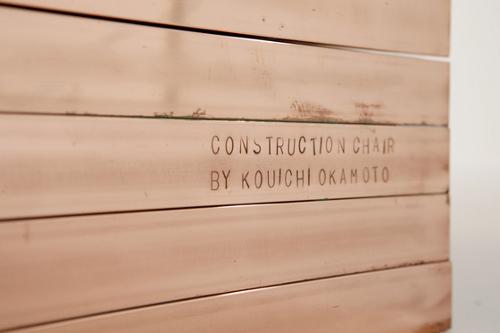 CONSTRUCTION CHAIR
BY KOUICHI OKAMOTO